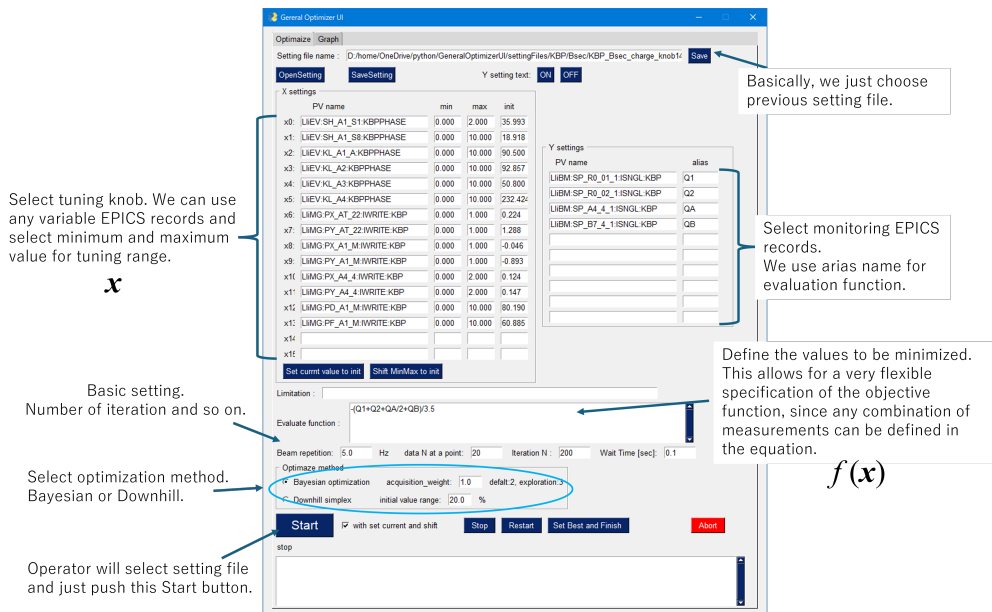 Gereral Optimizer UI
Optimaize Graph
Setting file name : D:/home/OneDrive/python/GeneralOptimizerUI/settingFiles/KBP/Bsec/KBP_Bsec_charge_knob14 Save
OpenSetting SaveSetting Y setting text: ON OFF
Basically, we just choose
previous setting file.
X settings
PV name min max init
x0: LIiEV:SH_A1_S1:KBPPHASE 0.000 2.000 35.993
x1: LIiEV:SH_A1_S8:KBPPHASE 0.000 10.000 18.918
x2: LIiEV:KL_A1_A:KBPPHASE 0.000 10.000 90.500
x3: LIiEV:KL_A2:KBPPHASE 0.000 10.000 92.857
x4: LIiEV:KL_A3:KBPPHASE 0.000 10.000 50.800
x5: LIiEV:KL_A4:KBPPHASE 0.000 10.000 232.424
x6: LIiMG:PX_AT_22:IWRITE:KBP 0.000 1.000 0.224
x7: LIiMG:PY_AT_22:IWRITE:KBP 0.000 1.000 1.288
x8: LIiMG:PX_A1_M:IWRITE:KBP 0.000 1.000 -0.046
x9: LIiMG:PY_A1_M:IWRITE:KBP 0.000 1.000 -0.893
x10 LIiMG:PX_A4_4:IWRITE:KBP 0.000 2.000 0.124
x11 LIiMG:PY_A4_4:IWRITE:KBP 0.000 2.000 0.147
x12 LIiMG:PD_A1_M:IWRITE:KBP 0.000 10.000 80.190
x13 LIiMG:PF_A1_M:IWRITE:KBP 0.000 10.000 60.885
x14
x15
Set currnt value to init Shift MinMax to init
Y settings
PV name alias
LIiBM:SP_R0_01_1:ISNGL:KBP Q1
LIiBM:SP_R0_02_1:ISNGL:KBP Q2
LIiBM:SP_A4_4_1:ISNGL:KBP QA
LIiBM:SP_B7_4_1:ISNGL:KBP QB
Select tuning knob. We can use
any variable EPICS records and
select minimum and maximum
value for tuning range.
x
Select monitoring EPICS
records.
We use arias name for
evaluation function.
Define the values to be minimized.
This allows for a very flexible
specification of the objective
function, since any combination of
measurements can be defined in
the equation.
f (x)
Basic setting.
Number of iteration and so on.
Limitation :
Evaluate function : -(Q1+Q2+QA/2+QB)/3.5
Beam repetition: 5.0 Hz data N at a point: 20 Iteration N : 200 Wait Time [sec]: 0.1
Select optimization method.
Bayesian or Downhill.
Optimaze method
Bayesian optimization acquisition_weight: 1.0 defalt:2, exploration:3
Downhill simplex initial value range: 20.0 %
Start with set current and shift Stop Restart Set Best and Finish Abort
stop
Operator will select setting file
and just push this Start button.